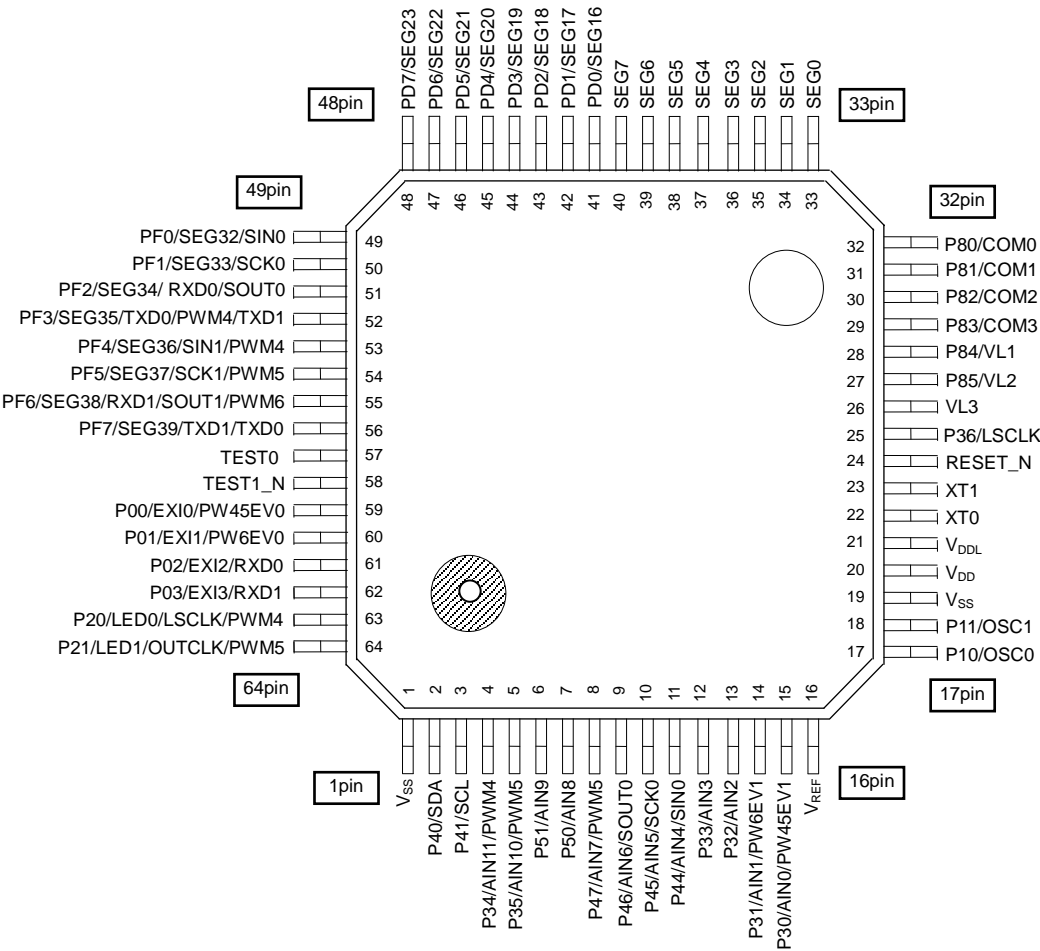 PD7/SEG23
PD6/SEG22
PD5/SEG21
PD4/SEG20
PD3/SEG19
PD2/SEG18
PD1/SEG17
PD0/SEG16
SEG7
SEG6
SEG5
SEG4
SEG3
SEG2
SEG1
SEG0
48pin
33pin
49pin
32pin
48
47
46
45
44
43
42
41
40
39
38
37
36
35
34
33
PF0/SEG32/SIN0 49
PF1/SEG33/SCK0 50
PF2/SEG34/ RXD0/SOUT0 51
PF3/SEG35/TXD0/PWM4/TXD1 52
PF4/SEG36/SIN1/PWM4 53
PF5/SEG37/SCK1/PWM5 54
PF6/SEG38/RXD1/SOUT1/PWM6 55
PF7/SEG39/TXD1/TXD0 56
TEST0 57
TEST1_N 58
P00/EXI0/PW45EV0 59
P01/EXI1/PW6EV0 60
P02/EXI2/RXD0 61
P03/EXI3/RXD1 62
P20/LED0/LSCLK/PWM4 63
P21/LED1/OUTCLK/PWM5 64
32 P80/COM0
31 P81/COM1
30 P82/COM2
29 P83/COM3
28 P84/VL1
27 P85/VL2
26 VL3
25 P36/LSCLK
24 RESET_N
23 XT1
22 XT0
21 VDDL
20 VDD
19 VSS
18 P11/OSC1
17 P10/OSC0
64pin
17pin
1
2
3
4
5
6
7
8
9
10
11
12
13
14
15
16
1pin
16pin
VSS
P40/SDA
P41/SCL
P34/AIN11/PWM4
P35/AIN10/PWM5
P51/AIN9
P50/AIN8
P47/AIN7/PWM5
P46/AIN6/SOUT0
P45/AIN5/SCK0
P44/AIN4/SIN0
P33/AIN3
P32/AIN2
P31/AIN1/PW6EV1
P30/AIN0/PW45EV1
VREF